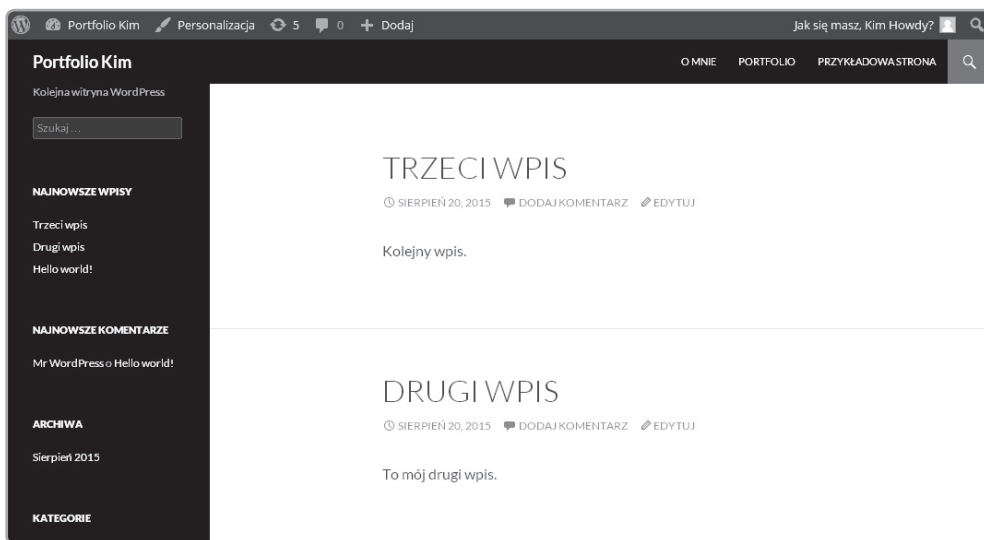 Portfolio Kim Personalizacja 5 0 Dodaj Jak się masz, Kim Howdy?
Portfolio Kim O MNIE PORTFOLIO PRZYKŁADOWA STRONA
Kolejna witryna WordPress
Szukaj ...
NAJNOWSZE WPISY
Trzeci wpis
Drugi wpis
Hello world!
NAJNOWSZE KOMENTARZE
Mr WordPress o Hello world!
ARCHIWA
Sierpień 2015
KATEGORIE
TRZECI WPIS
SIERPIEŃ 20, 2015 DODAJ KOMENTARZ EDYTUJ
Kolejny wpis.
DRUGI WPIS
SIERPIEŃ 20, 2015 DODAJ KOMENTARZ EDYTUJ
To mój drugi wpis.